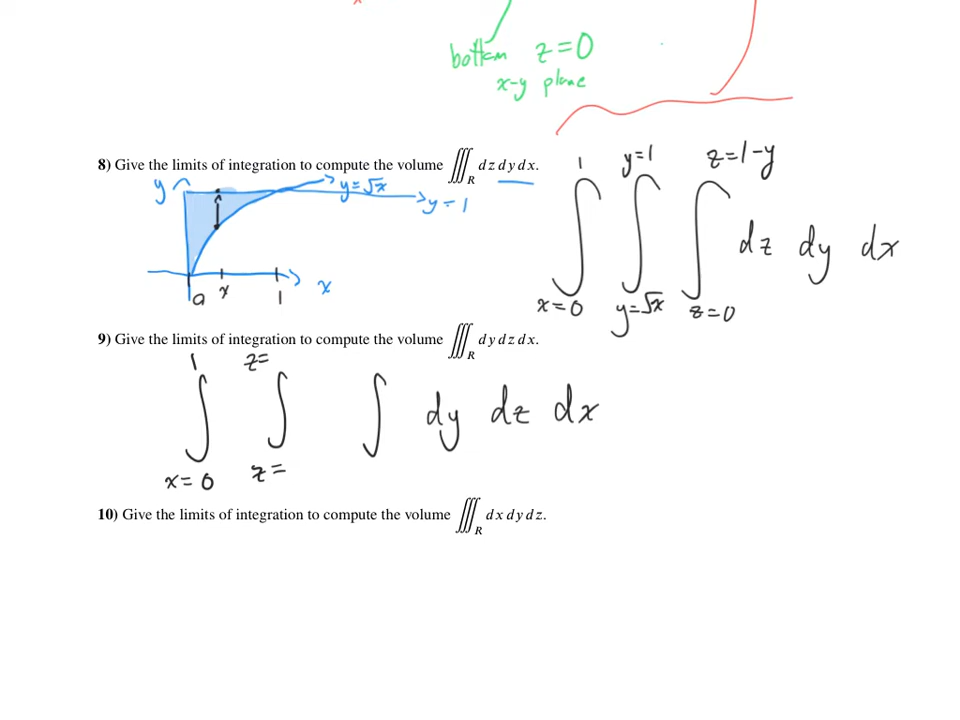 bottom z=0
x-y plane
8) Give the limits of integration to compute the volume ∭_R dz dy dx.
y
y=√x
y=1
0 x 1 x
∫_{x=0}^{1} ∫_{y=√x}^{y=1} ∫_{z=0}^{z=1-y} dz dy dx
9) Give the limits of integration to compute the volume ∭_R dy dz dx.
∫_{x=0}^{1} ∫_{z=}^{z=} ∫ dy dz dx
10) Give the limits of integration to compute the volume ∭_R dx dy dz.